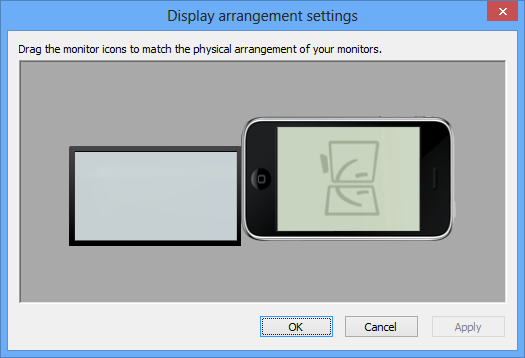 Display arrangement settings
Drag the monitor icons to match the physical arrangement of your monitors.
OK
Cancel
Apply